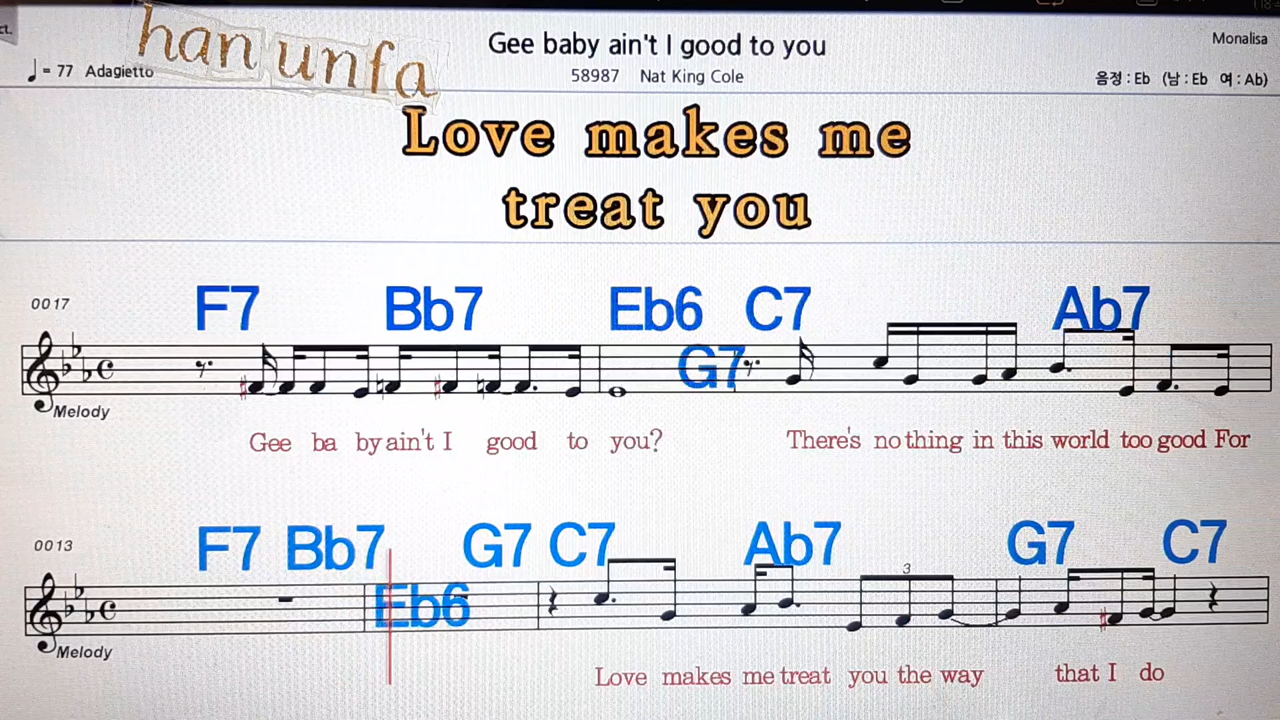 ct.
han unfa
Gee baby ain't I good to you
Monalisa
♩= 77 Adagietto
58987 Nat King Cole
음정 : Eb (남 : Eb 여 : Ab)
Love makes me
treat you
0017
F7 Bb7 Eb6 C7 Ab7
G7
Melody
Gee ba by ain't I good to you? There's no thing in this world too good For
0013
F7 Bb7 G7 C7 Ab7 G7 C7
3
Eb6
Melody
Love makes me treat you the way that I do